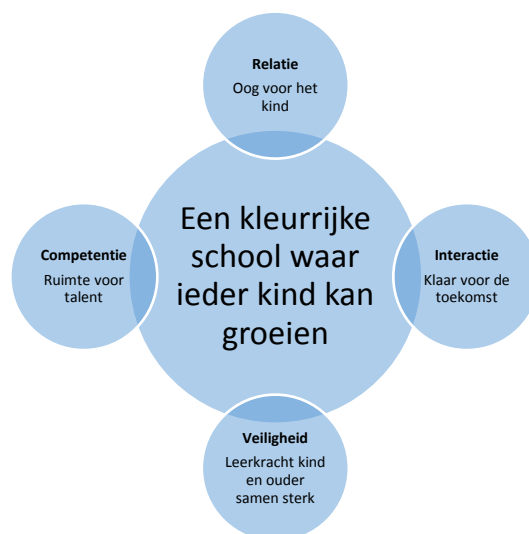 Relatie
Oog voor het
kind
Een kleurrijke
school waar
ieder kind kan
groeien
Competentie
Ruimte voor
talent
Interactie
Klaar voor de
toekomst
Veiligheid
Leerkracht kind
en ouder
samen sterk